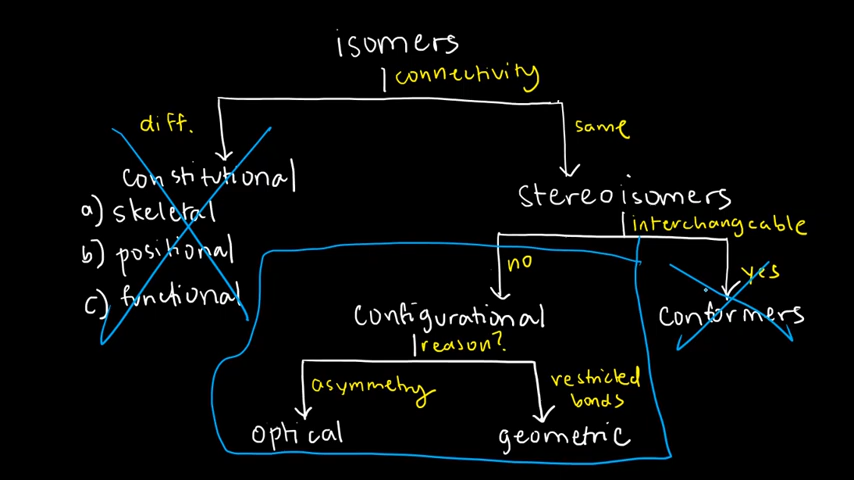 isomers
connectivity
diff.
same
constitutional
a) skeletal
b) positional
c) functional
stereoisomers
interchangeable
no
yes
configurational
conformers
reason?
asymmetry
restricted
bonds
optical
geometric